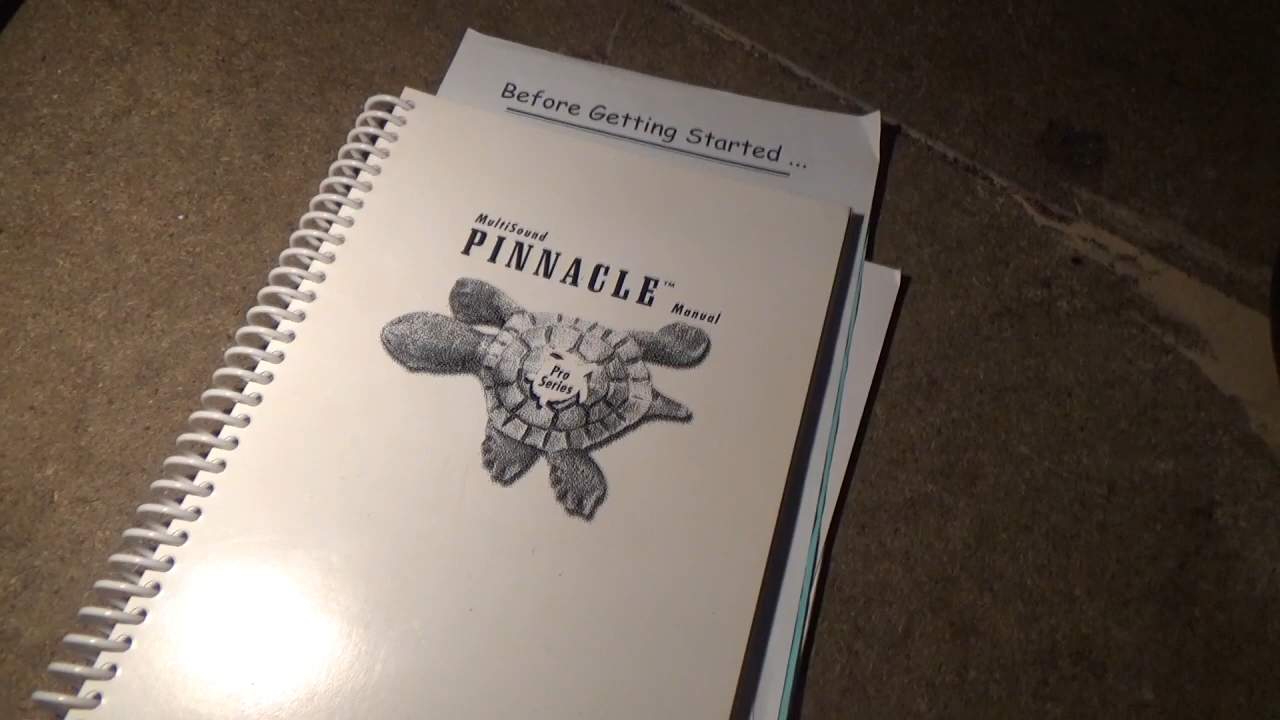 Before Getting Started ...
MultiSound
PINNACLE™
Manual
Pro
Series